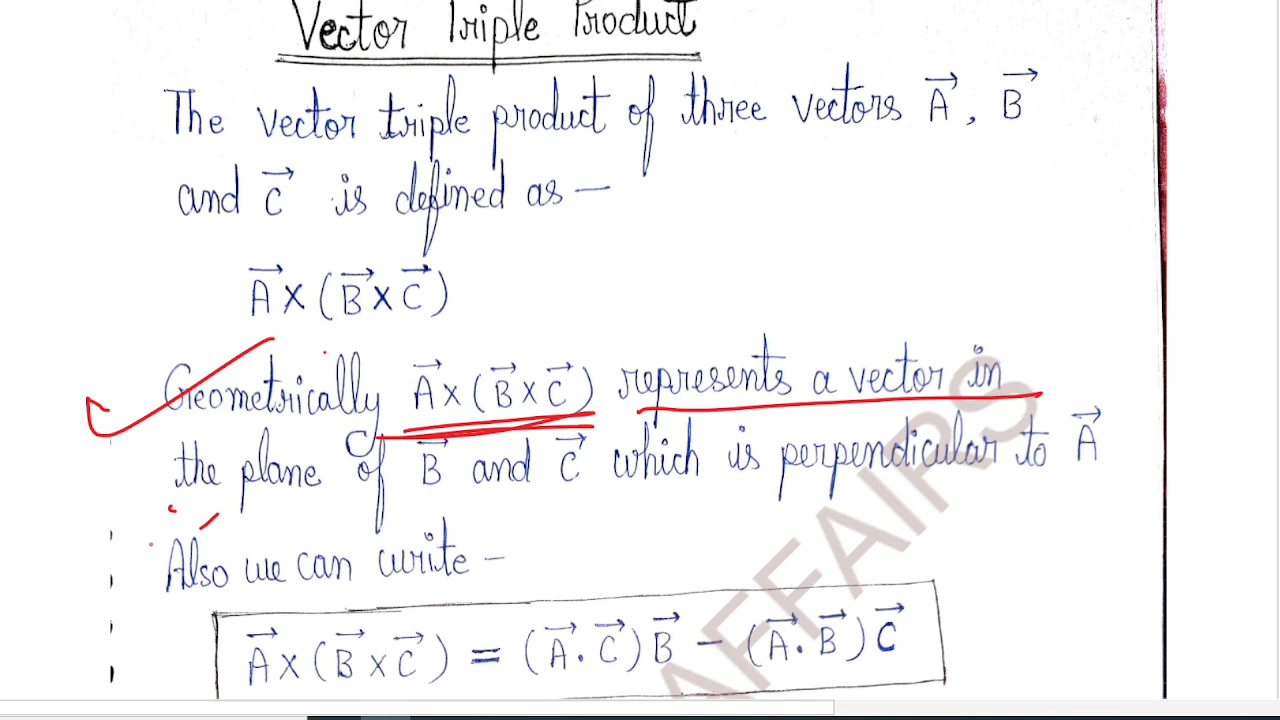 Vector Triple Product
The vector triple product of three vectors A⃗, B⃗
and C⃗ is defined as —
A⃗ × (B⃗ × C⃗)
Geometrically A⃗ × (B⃗ × C⃗) represents a vector in
the plane of B⃗ and C⃗ which is perpendicular to A⃗
Also we can write —
A⃗ × (B⃗ × C⃗) = (A⃗ . C⃗) B⃗ − (A⃗ . B⃗) C⃗
AFFAIRS